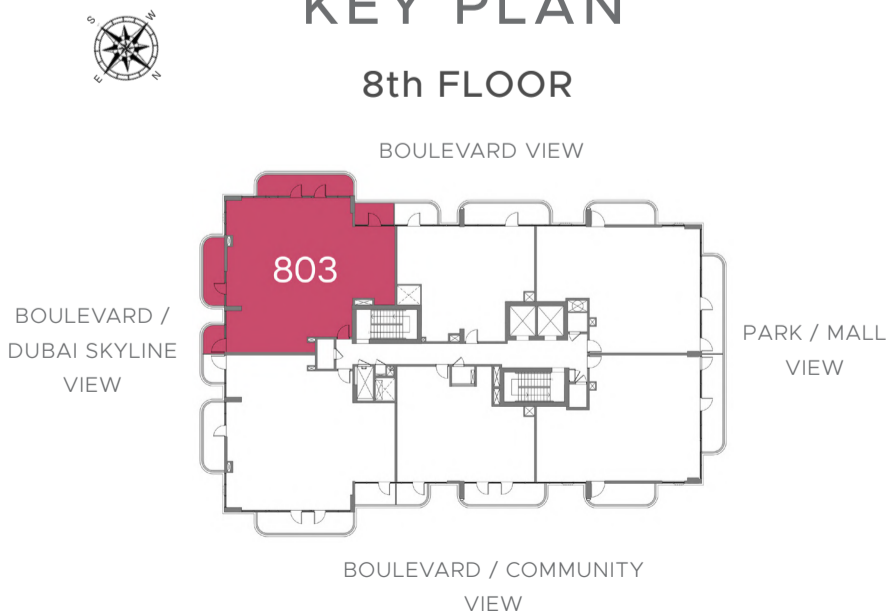 KEY PLAN
S W
E N
8th FLOOR
BOULEVARD VIEW
803
BOULEVARD /
DUBAI SKYLINE
VIEW
PARK / MALL
VIEW
BOULEVARD / COMMUNITY
VIEW